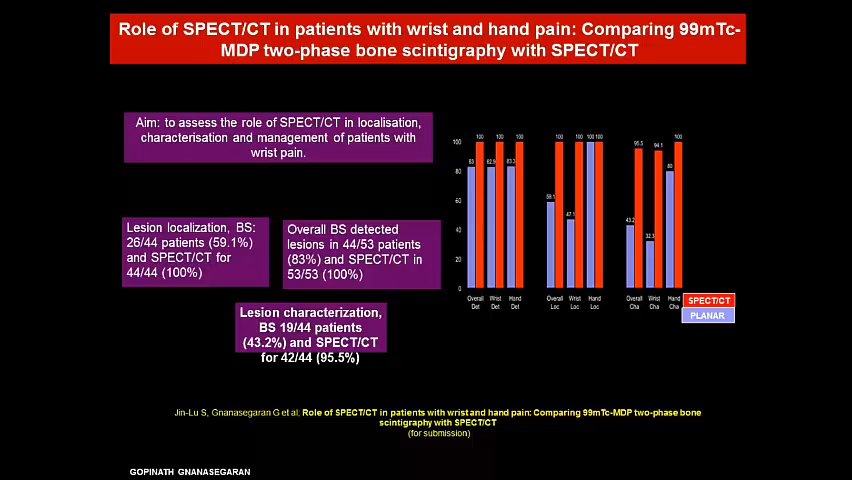 Role of SPECT/CT in patients with wrist and hand pain: Comparing 99mTc-
MDP two-phase bone scintigraphy with SPECT/CT
Aim: to assess the role of SPECT/CT in localisation,
characterisation and management of patients with
wrist pain.
Lesion localization, BS:
26/44 patients (59.1%)
and SPECT/CT for
44/44 (100%)
Overall BS detected
lesions in 44/53 patients
(83%) and SPECT/CT in
53/53 (100%)
Lesion characterization,
BS 19/44 patients
(43.2%) and SPECT/CT
for 42/44 (95.5%)
100
80
60
40
20
0
83 100 62.9 100 83.3 100
59.1 100 47.1 100 100 100
43.2 95.5 32.3 94.1 80 100
Overall Det
Wrist Det
Hand Det
Overall Loc
Wrist Loc
Hand Loc
Overall Cha
Wrist Cha
Hand Cha
SPECT/CT
PLANAR
Jin-Lu S, Gnanasegaran G et al; Role of SPECT/CT in patients with wrist and hand pain: Comparing 99mTc-MDP two-phase bone
scintigraphy with SPECT/CT
(for submission)
GOPINATH GNANASEGARAN